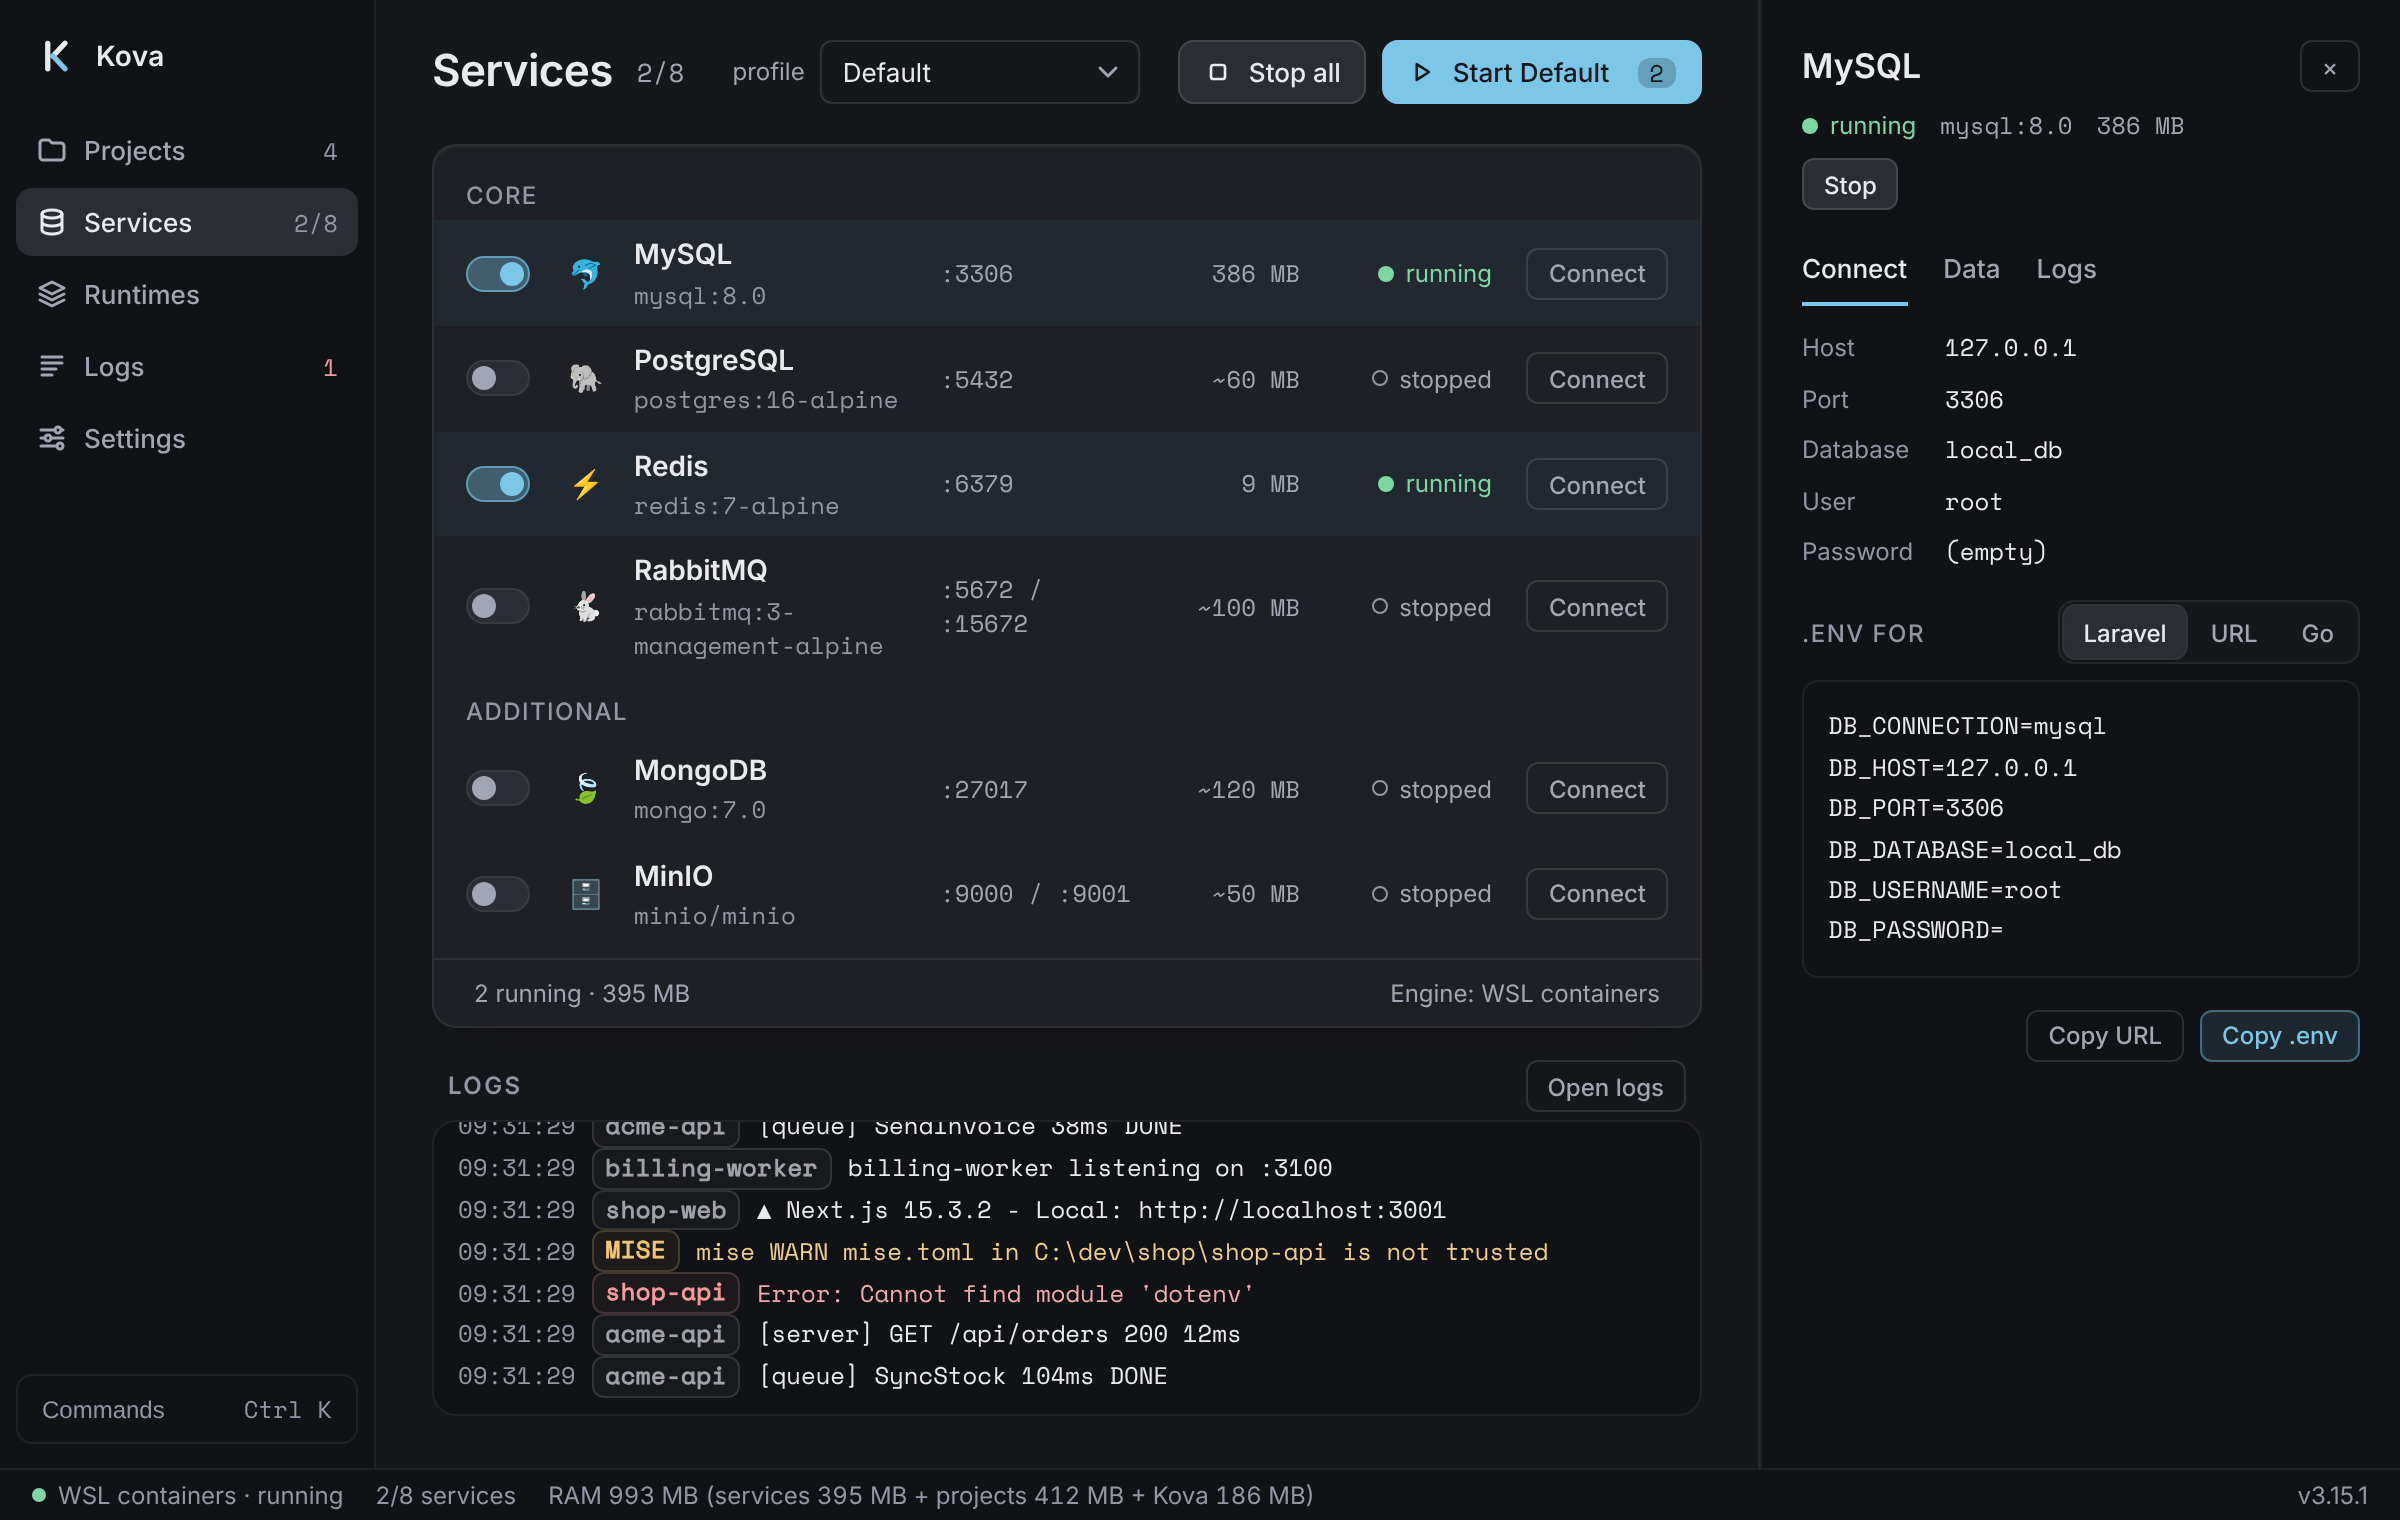 Kova
Projects 4
Services 2/8
Runtimes
Logs 1
Settings
Commands Ctrl K
Services 2/8 profile Default Stop all Start Default 2
CORE
MySQL
mysql:8.0
:3306 386 MB running Connect
PostgreSQL
postgres:16-alpine
:5432 ~60 MB stopped Connect
Redis
redis:7-alpine
:6379 9 MB running Connect
RabbitMQ
rabbitmq:3-
management-alpine
:5672 /
:15672
~100 MB stopped Connect
ADDITIONAL
MongoDB
mongo:7.0
:27017 ~120 MB stopped Connect
MinIO
minio/minio
:9000 / :9001 ~50 MB stopped Connect
2 running · 395 MB Engine: WSL containers
LOGS Open logs
09:31:29 acme-api [queue] SendInvoice 38ms DONE
09:31:29 billing-worker billing-worker listening on :3100
09:31:29 shop-web ▲ Next.js 15.3.2 - Local: http://localhost:3001
09:31:29 MISE mise WARN mise.toml in C:\dev\shop\shop-api is not trusted
09:31:29 shop-api Error: Cannot find module 'dotenv'
09:31:29 acme-api [server] GET /api/orders 200 12ms
09:31:29 acme-api [queue] SyncStock 104ms DONE
MySQL ×
running mysql:8.0 386 MB
Stop
Connect Data Logs
Host 127.0.0.1
Port 3306
Database local_db
User root
Password (empty)
.ENV FOR Laravel URL Go
DB_CONNECTION=mysql
DB_HOST=127.0.0.1
DB_PORT=3306
DB_DATABASE=local_db
DB_USERNAME=root
DB_PASSWORD=
Copy URL Copy .env
WSL containers · running 2/8 services RAM 993 MB (services 395 MB + projects 412 MB + Kova 186 MB) v3.15.1